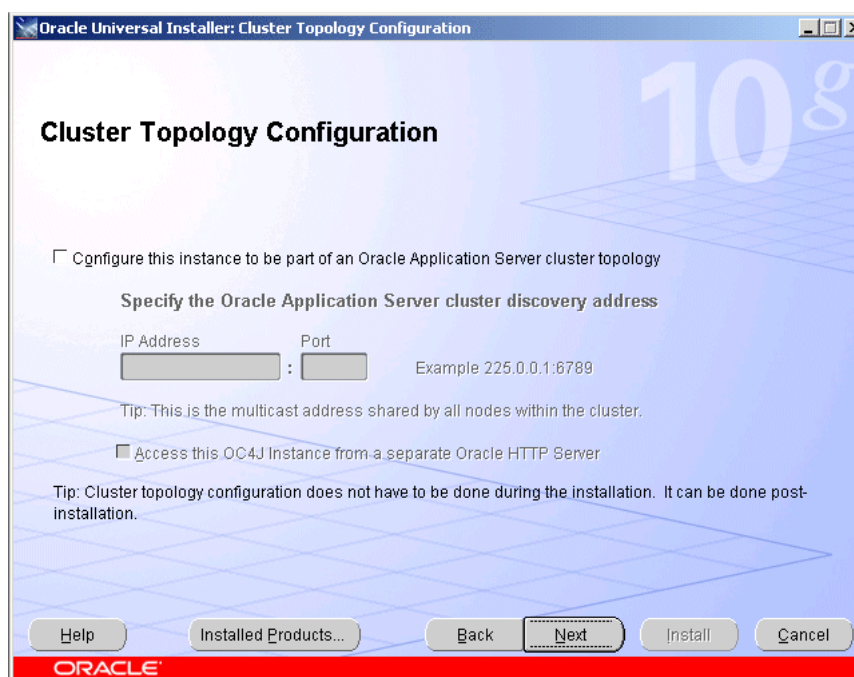 Oracle Universal Installer: Cluster Topology Configuration
10g
Cluster Topology Configuration
Configure this instance to be part of an Oracle Application Server cluster topology
Specify the Oracle Application Server cluster discovery address
IP Address Port
: Example 225.0.0.1:6789
Tip: This is the multicast address shared by all nodes within the cluster.
Access this OC4J Instance from a separate Oracle HTTP Server
Tip: Cluster topology configuration does not have to be done during the installation. It can be done post-
installation.
Help Installed Products... Back Next Install Cancel
ORACLE